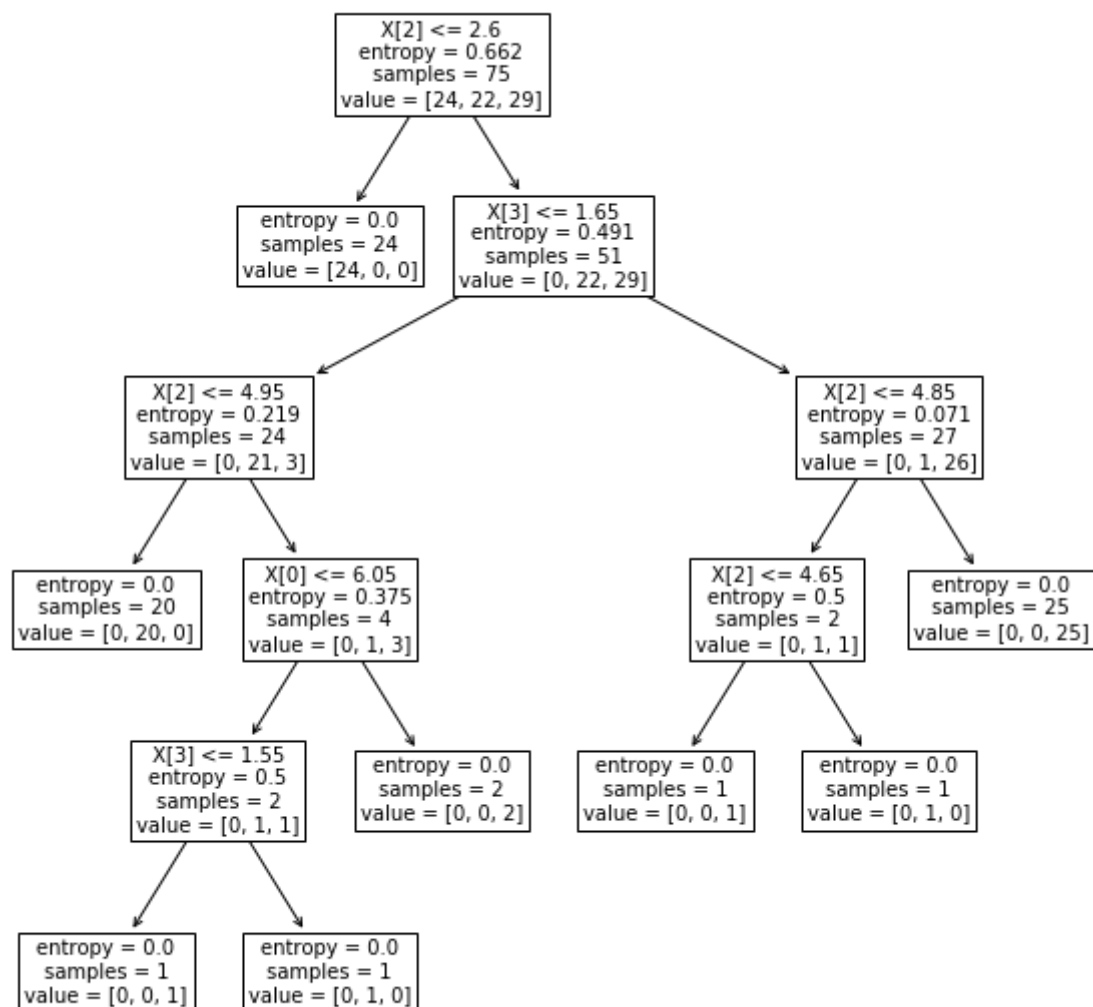 X[2] <= 2.6
entropy = 0.662
samples = 75
value = [24, 22, 29]
entropy = 0.0
samples = 24
value = [24, 0, 0]
X[3] <= 1.65
entropy = 0.491
samples = 51
value = [0, 22, 29]
X[2] <= 4.95
entropy = 0.219
samples = 24
value = [0, 21, 3]
X[2] <= 4.85
entropy = 0.071
samples = 27
value = [0, 1, 26]
entropy = 0.0
samples = 20
value = [0, 20, 0]
X[0] <= 6.05
entropy = 0.375
samples = 4
value = [0, 1, 3]
X[2] <= 4.65
entropy = 0.5
samples = 2
value = [0, 1, 1]
entropy = 0.0
samples = 25
value = [0, 0, 25]
X[3] <= 1.55
entropy = 0.5
samples = 2
value = [0, 1, 1]
entropy = 0.0
samples = 2
value = [0, 0, 2]
entropy = 0.0
samples = 1
value = [0, 0, 1]
entropy = 0.0
samples = 1
value = [0, 1, 0]
entropy = 0.0
samples = 1
value = [0, 0, 1]
entropy = 0.0
samples = 1
value = [0, 1, 0]